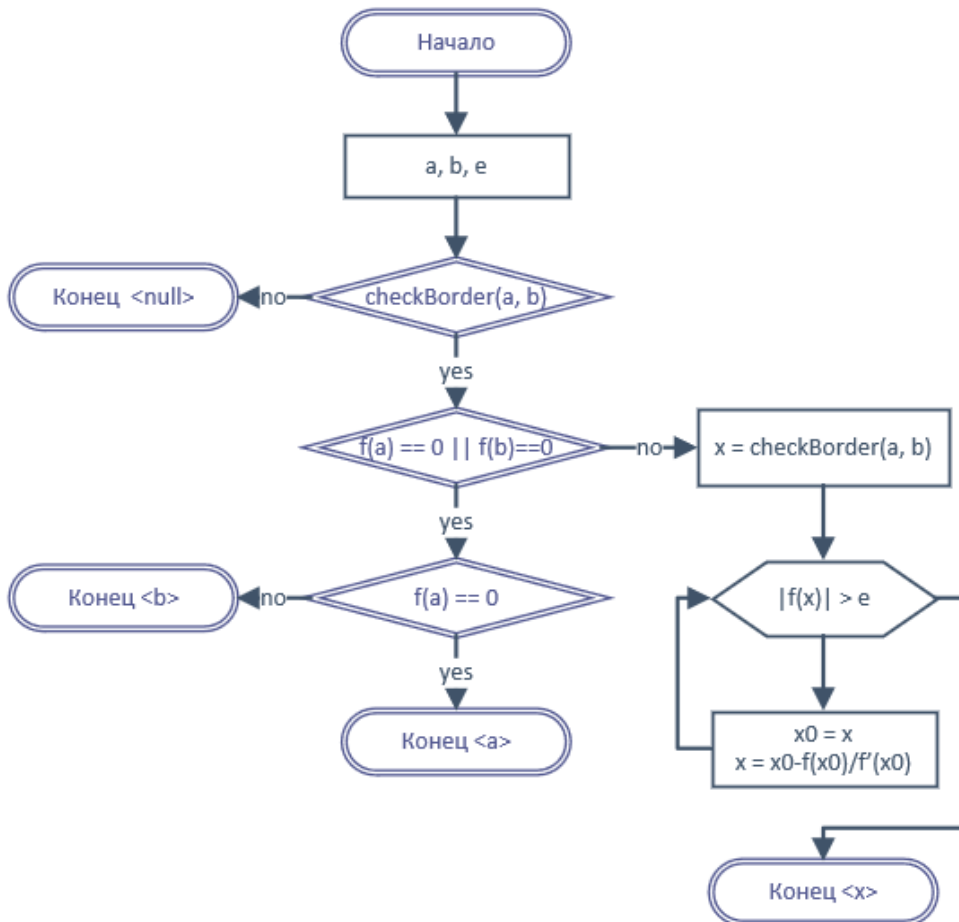 Начало
a, b, e
checkBorder(a, b)
no
Конец <null>
yes
f(a) == 0 || f(b)==0
no
x = checkBorder(a, b)
yes
f(a) == 0
no
Конец <b>
|f(x)| > e
yes
Конец <a>
x0 = x
x = x0-f(x0)/f’(x0)
Конец <x>